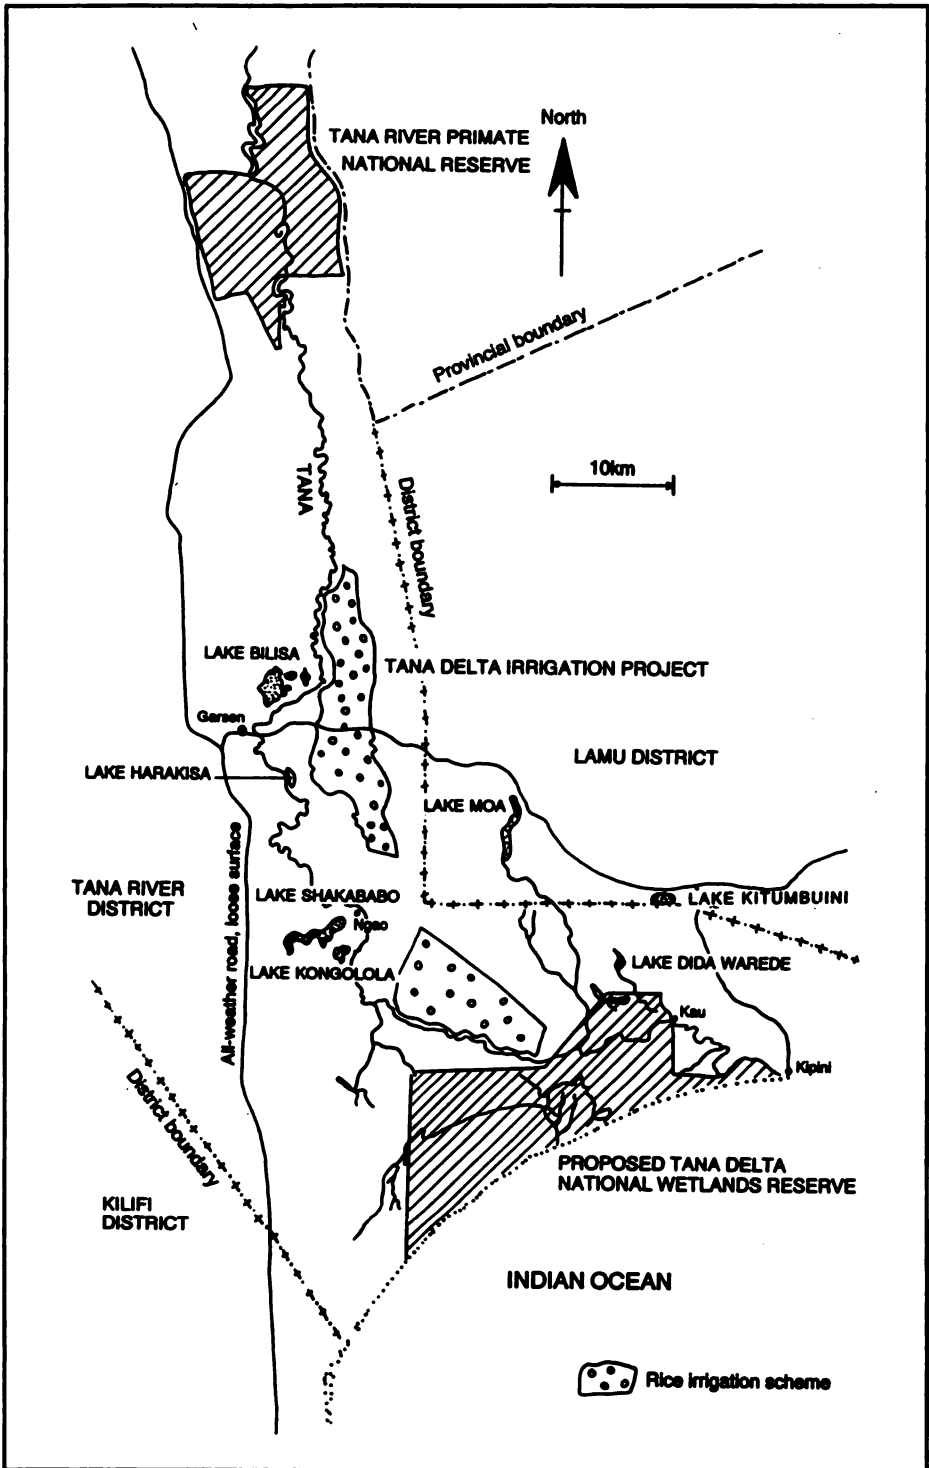 North
TANA RIVER PRIMATE
NATIONAL RESERVE
Provincial boundary
10km
TANA
District boundary
LAKE BILISA
TANA DELTA IRRIGATION PROJECT
Garsen
LAMU DISTRICT
LAKE HARAKISA
LAKE MOA
All-weather road, loose surface
TANA RIVER
DISTRICT
LAKE SHAKABABO
LAKE KITUMBUINI
Ngao
LAKE KONGOLOLA
LAKE DIDA WAREDE
Kau
Kipini
District boundary
PROPOSED TANA DELTA
NATIONAL WETLANDS RESERVE
KILIFI
DISTRICT
INDIAN OCEAN
Rice irrigation scheme